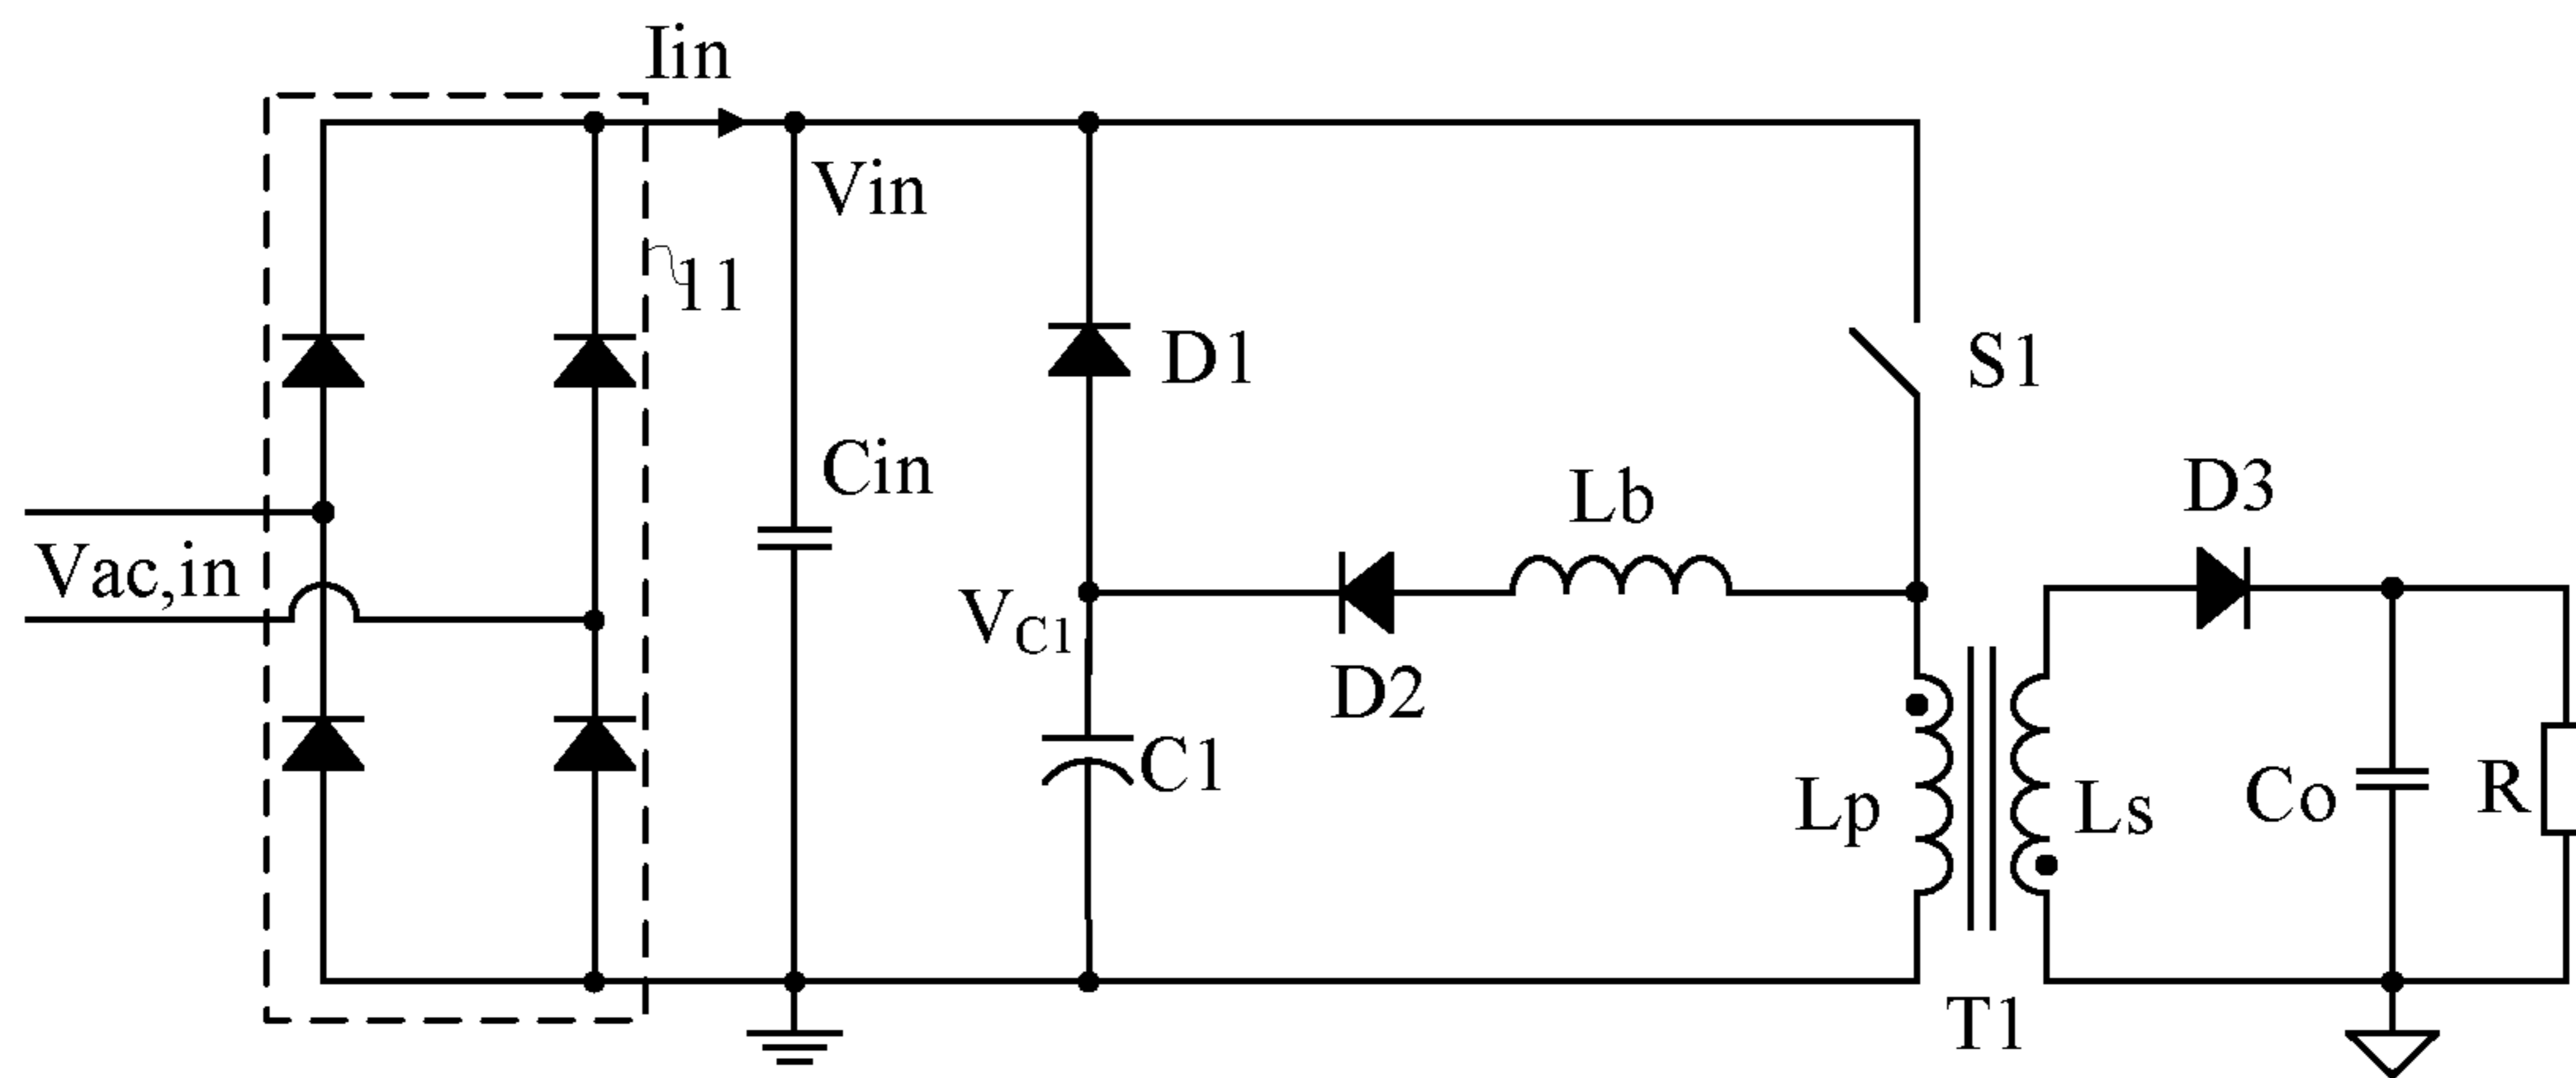 Iin
Vin
11
D1
S1
Cin
Lb
D3
Vac,in
VC1
D2
C1
Lp
Ls
Co
R
T1